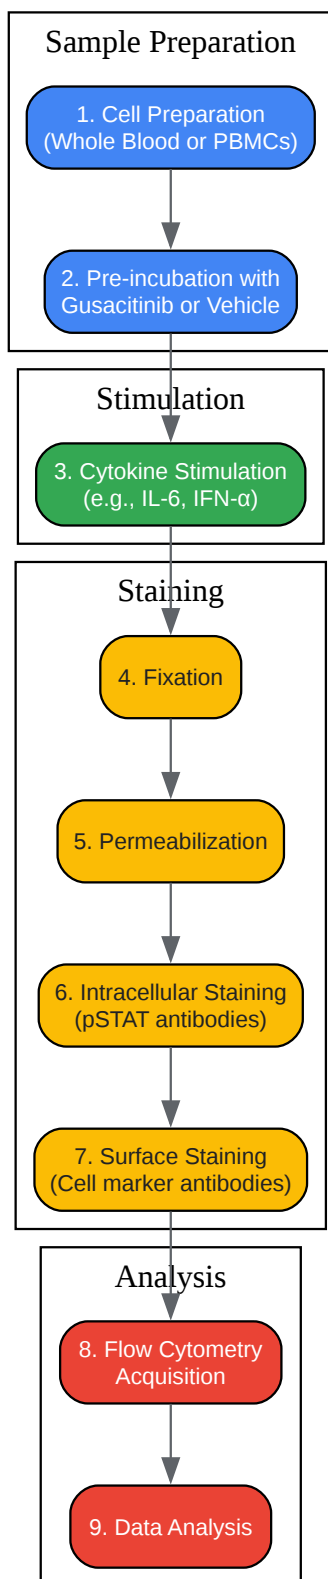 Sample Preparation
1. Cell Preparation
(Whole Blood or PBMCs)
2. Pre-incubation with
Gusacitinib or Vehicle
Stimulation
3. Cytokine Stimulation
(e.g., IL-6, IFN-α)
Staining
4. Fixation
5. Permeabilization
6. Intracellular Staining
(pSTAT antibodies)
7. Surface Staining
(Cell marker antibodies)
Analysis
8. Flow Cytometry
Acquisition
9. Data Analysis